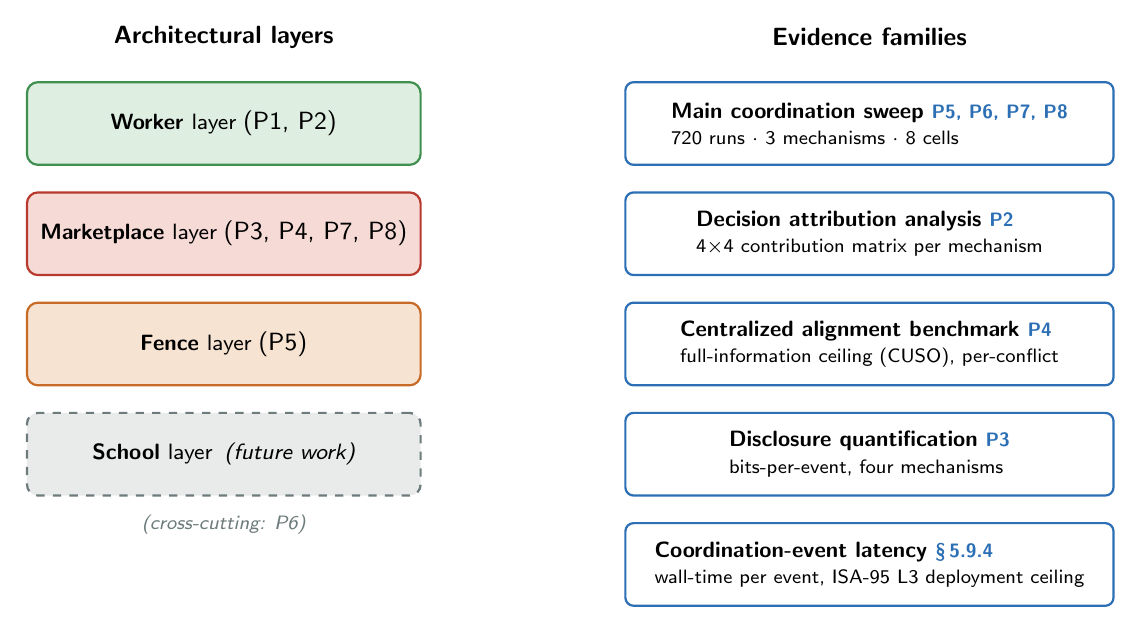 Architectural layers
Worker layer (P1, P2)
Marketplace layer (P3, P4, P7, P8)
Fence layer (P5)
School layer (future work)
(cross-cutting: P6)
Evidence families
Main coordination sweep P5, P6, P7, P8
720 runs · 3 mechanisms · 8 cells
Decision attribution analysis P2
4×4 contribution matrix per mechanism
Centralized alignment benchmark P4
full-information ceiling (CUSO), per-conflict
Disclosure quantification P3
bits-per-event, four mechanisms
Coordination-event latency § 5.9.4
wall-time per event, ISA-95 L3 deployment ceiling